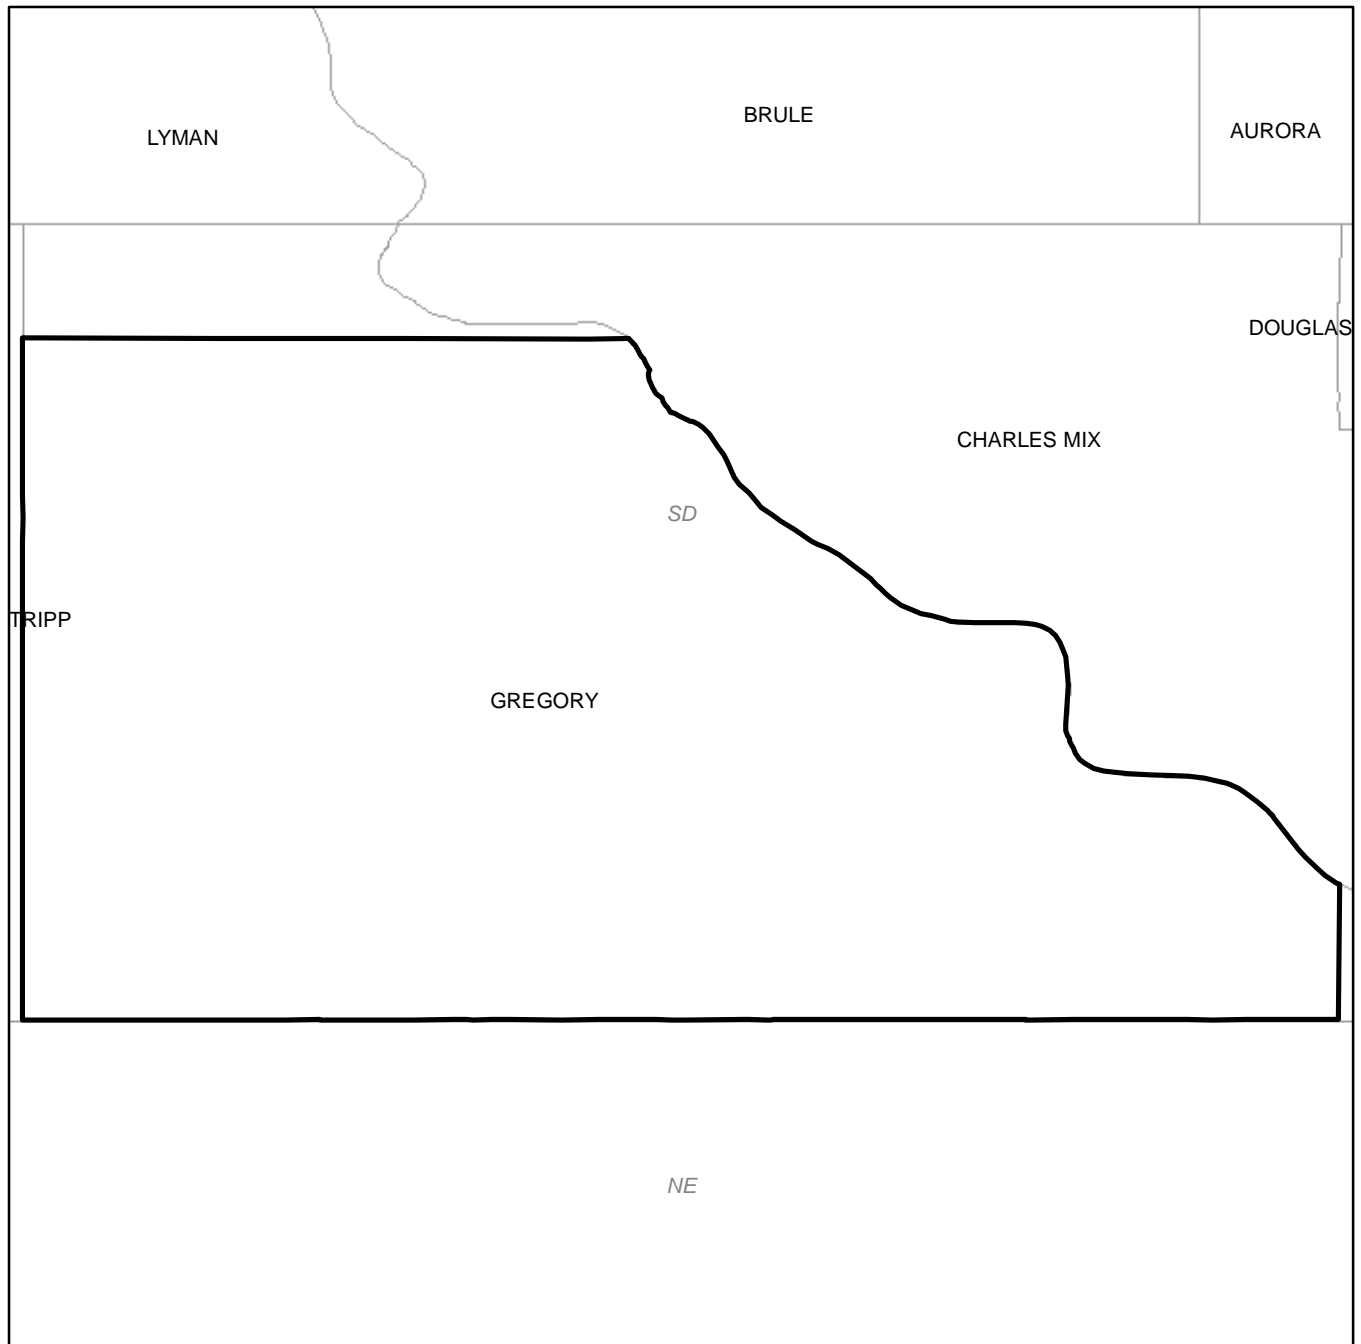 BRULE
AURORA
LYMAN
DOUGLAS
CHARLES MIX
SD
TRIPP
GREGORY
NE